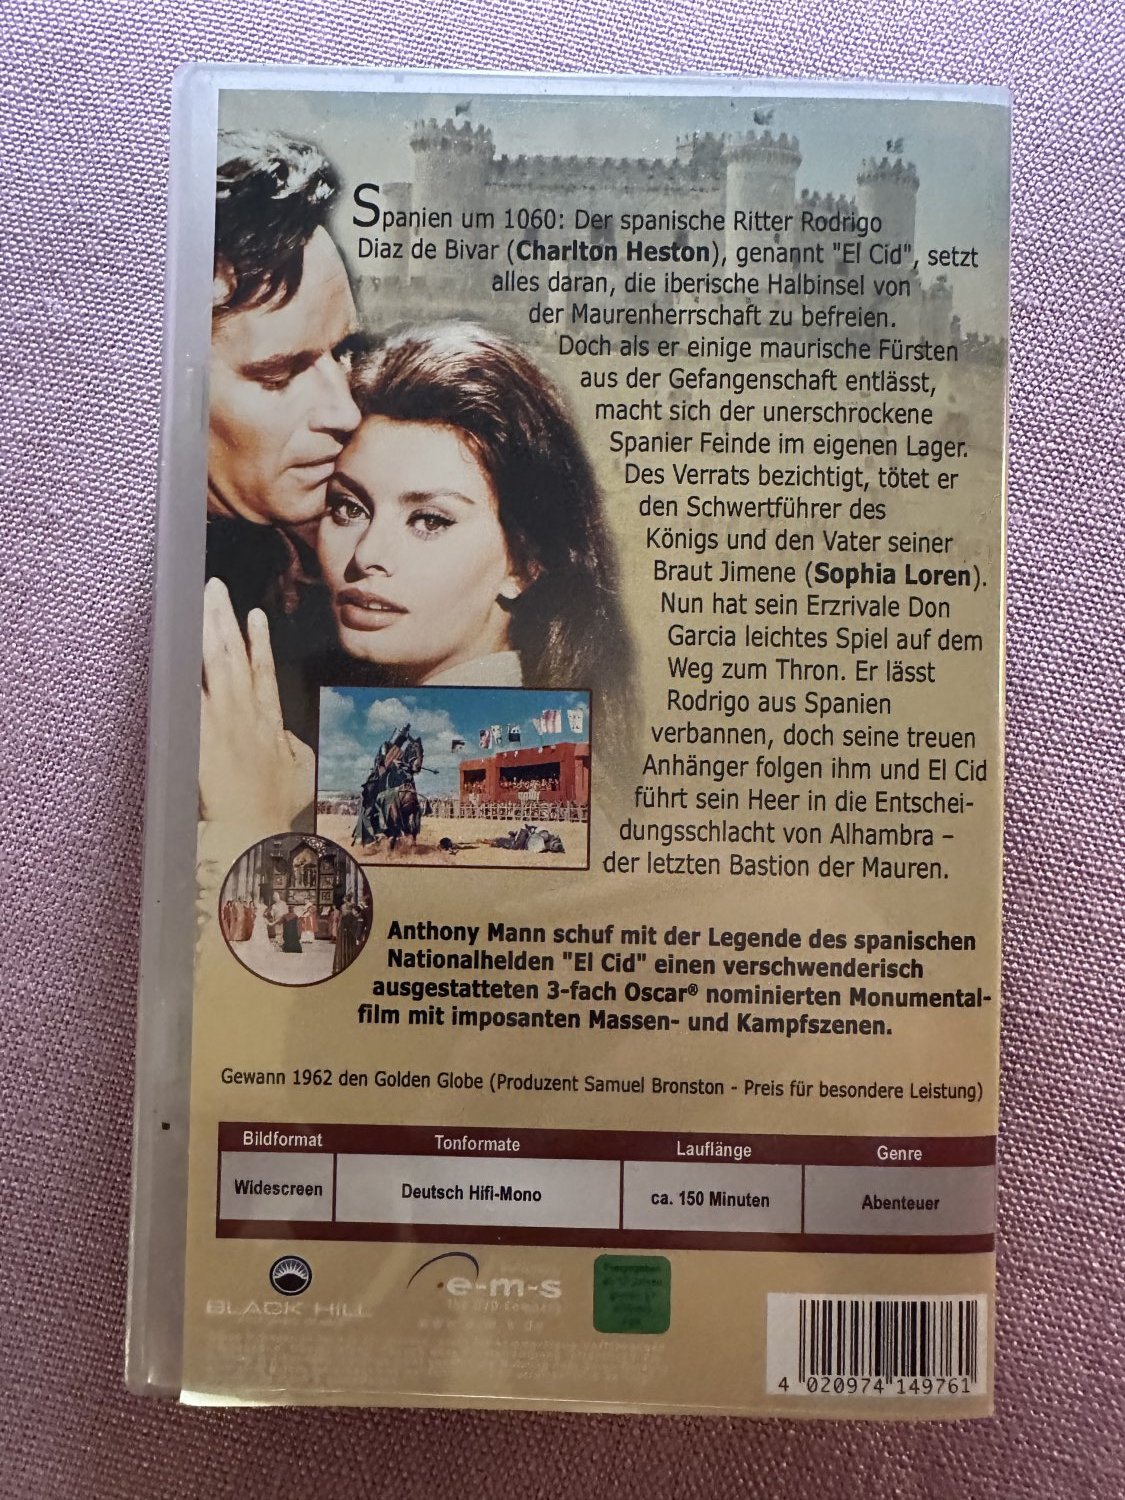 Spanien um 1060: Der spanische Ritter Rodrigo
Diaz de Bivar (Charlton Heston), genannt "El Cid", setzt
alles daran, die iberische Halbinsel von
der Maurenherrschaft zu befreien.
Doch als er einige maurische Fürsten
aus der Gefangenschaft entlässt,
macht sich der unerschrockene
Spanier Feinde im eigenen Lager.
Des Verrats bezichtigt, tötet er
den Schwertführer des
Königs und den Vater seiner
Braut Jimene (Sophia Loren).
Nun hat sein Erzrivale Don
Garcia leichtes Spiel auf dem
Weg zum Thron. Er lässt
Rodrigo aus Spanien
verbannen, doch seine treuen
Anhänger folgen ihm und El Cid
führt sein Heer in die Entschei-
dungsschlacht von Alhambra –
der letzten Bastion der Mauren.
Anthony Mann schuf mit der Legende des spanischen
Nationalhelden "El Cid" einen verschwenderisch
ausgestatteten 3-fach Oscar® nominierten Monumental-
film mit imposanten Massen- und Kampfszenen.
Gewann 1962 den Golden Glope (Produzent Samuel Bronston - Preis für besondere Leistung)
Bildformat Tonformate Lauflänge Genre
Widescreen Deutsch Hifi-Mono ca. 150 Minuten Abenteuer
BLACK HILL
e-m-s
The DVD Company
4 020974 149761